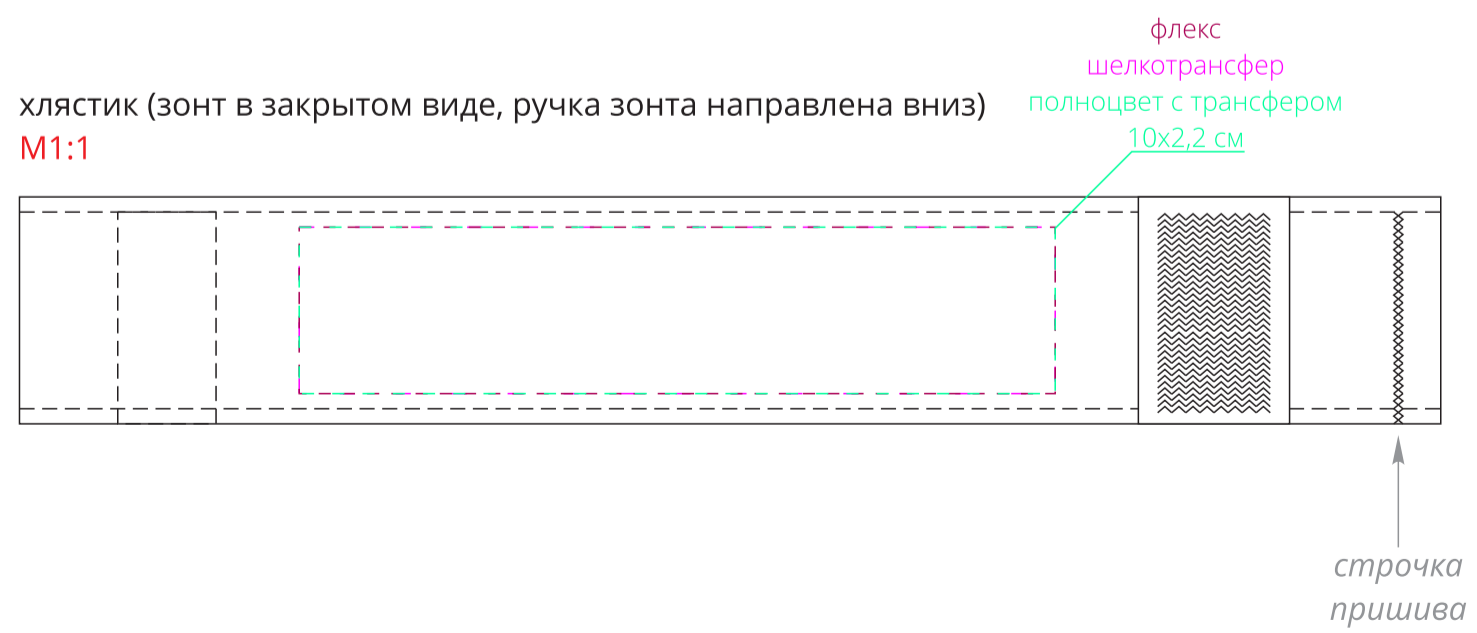 флекс
шелкотрансфер
полноцвет с трансфером
10х2,2 см
хлястик (зонт в закрытом виде, ручка зонта направлена вниз)
М1:1
строчка
пришива